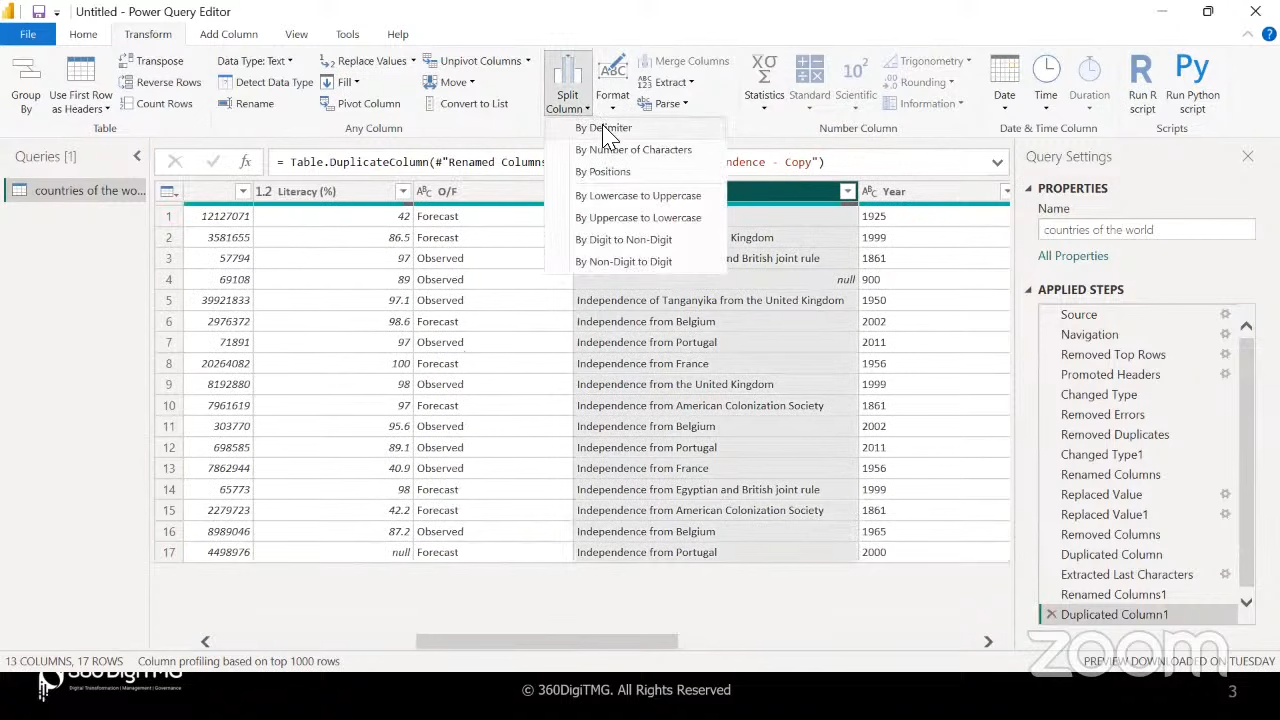 Untitled - Power Query Editor
File Home Transform Add Column View Tools Help
Group By
Use First Row as Headers
Transpose
Reverse Rows
Count Rows
Table
Data Type: Text
Detect Data Type
Rename
Replace Values
Fill
Pivot Column
Unpivot Columns
Move
Convert to List
Any Column
Split Column
Format
Merge Columns
Extract
Parse
Statistics
Standard
Scientific
10²
Trigonometry
Rounding
Information
Number Column
Date
Time
Duration
Date & Time Column
Run R script
Run Python script
Scripts
By Delimiter
By Number of Characters
By Positions
By Lowercase to Uppercase
By Uppercase to Lowercase
By Digit to Non-Digit
By Non-Digit to Digit
Queries [1]
countries of the wo...
fx = Table.DuplicateColumn(#"Renamed Columns ndence - Copy")
1.2 Literacy (%) ABC O/F ABC Year
1 12127071 42 Forecast 1925
2 3581655 86.5 Forecast Kingdom 1999
3 57794 97 Observed and British joint rule 1861
4 69108 89 Observed null 900
5 39921833 97.1 Forecast Independence of Tanganyika from the United Kingdom 1950
6 2976372 98.6 Forecast Independence from Belgium 2002
7 71891 97 Observed Independence from Portugal 2011
8 20264082 100 Forecast Independence from France 1956
9 8192880 98 Observed Independence from the United Kingdom 1999
10 7961619 97 Forecast Independence from American Colonization Society 1861
11 303770 95.6 Observed Independence from Belgium 2002
12 698585 89.1 Observed Independence from Portugal 2011
13 7862944 40.9 Observed Independence from France 1956
14 65773 98 Forecast Independence from Egyptian and British joint rule 1999
15 2279723 42.2 Forecast Independence from American Colonization Society 1861
16 8989046 87.2 Observed Independence from Belgium 1965
17 4498976 null Forecast Independence from Portugal 2000
Query Settings
PROPERTIES
Name
countries of the world
All Properties
APPLIED STEPS
Source
Navigation
Removed Top Rows
Promoted Headers
Changed Type
Removed Errors
Removed Duplicates
Changed Type1
Renamed Columns
Replaced Value
Replaced Value1
Removed Columns
Duplicated Column
Extracted Last Characters
Renamed Columns1
Duplicated Column1
13 COLUMNS, 17 ROWS Column profiling based on top 1000 rows PREVIEW DOWNLOADED ON TUESDAY
zoom
360DigiTMG
Digital Transformation | Management | Governance
© 360DigiTMG. All Rights Reserved
3